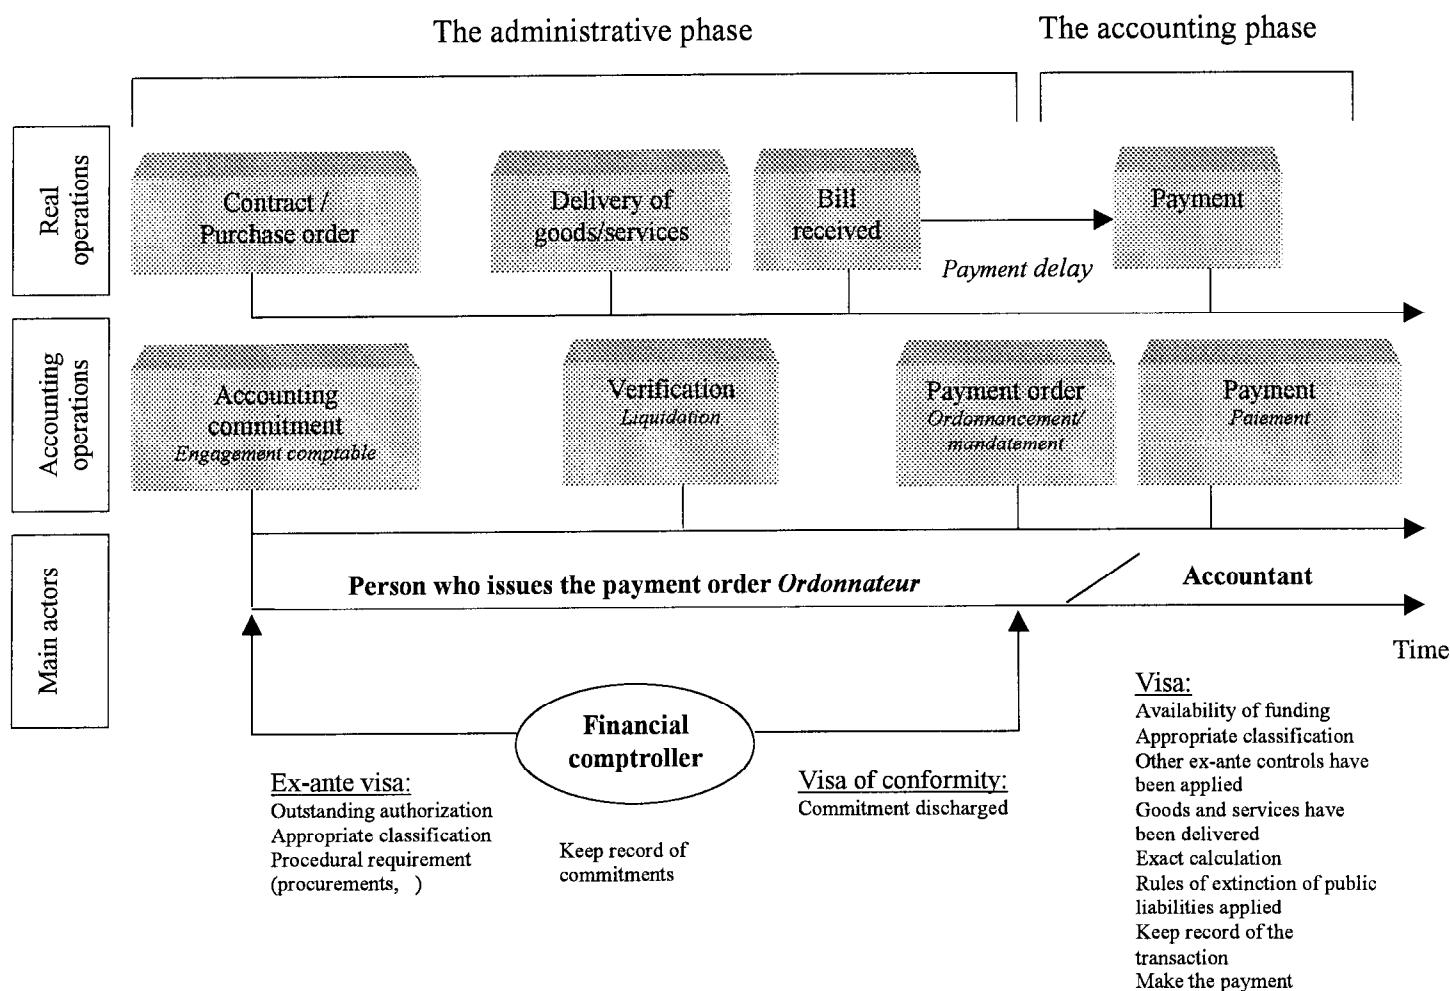 The administrative phase
The accounting phase
Real
operations
Contract /
Purchase order
Delivery of
goods/services
Bill
received
Payment delay
Payment
Accounting
operations
Accounting
commitment
Engagement comptable
Verification
Liquidation
Payment order
Ordonnancement/
mandatement
Payment
Paiement
Main actors
Person who issues the payment order Ordonnateur
Accountant
Time
Financial
comptroller
Ex-ante visa:
Outstanding authorization
Appropriate classification
Procedural requirement
(procurements, )
Keep record of
commitments
Visa of conformity:
Commitment discharged
Visa:
Availability of funding
Appropriate classification
Other ex-ante controls have
been applied
Goods and services have
been delivered
Exact calculation
Rules of extinction of public
liabilities applied
Keep record of the
transaction
Make the payment